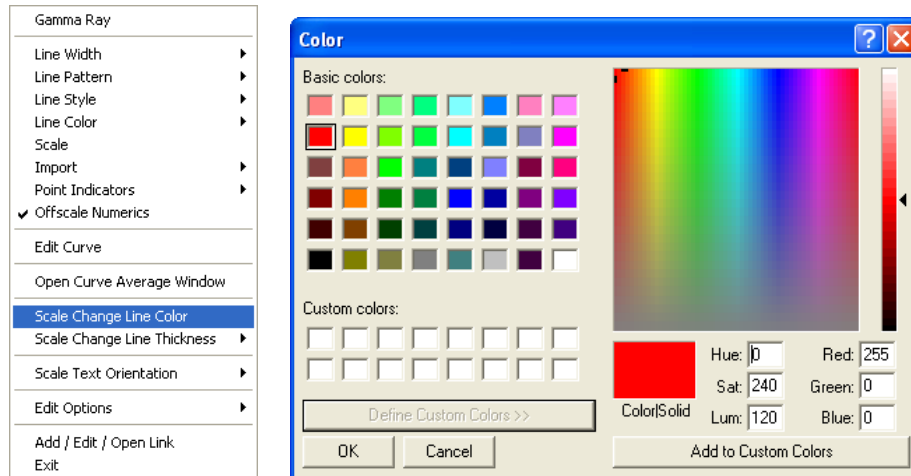 Gamma Ray
Line Width
Line Pattern
Line Style
Line Color
Scale
Import
Point Indicators
Offscale Numerics
Edit Curve
Open Curve Average Window
Scale Change Line Color
Scale Change Line Thickness
Scale Text Orientation
Edit Options
Add / Edit / Open Link
Exit
Color
Basic colors:
Custom colors:
Define Custom Colors >>
OK Cancel
Color|Solid
Hue: 0 Red: 255
Sat: 240 Green: 0
Lum: 120 Blue: 0
Add to Custom Colors